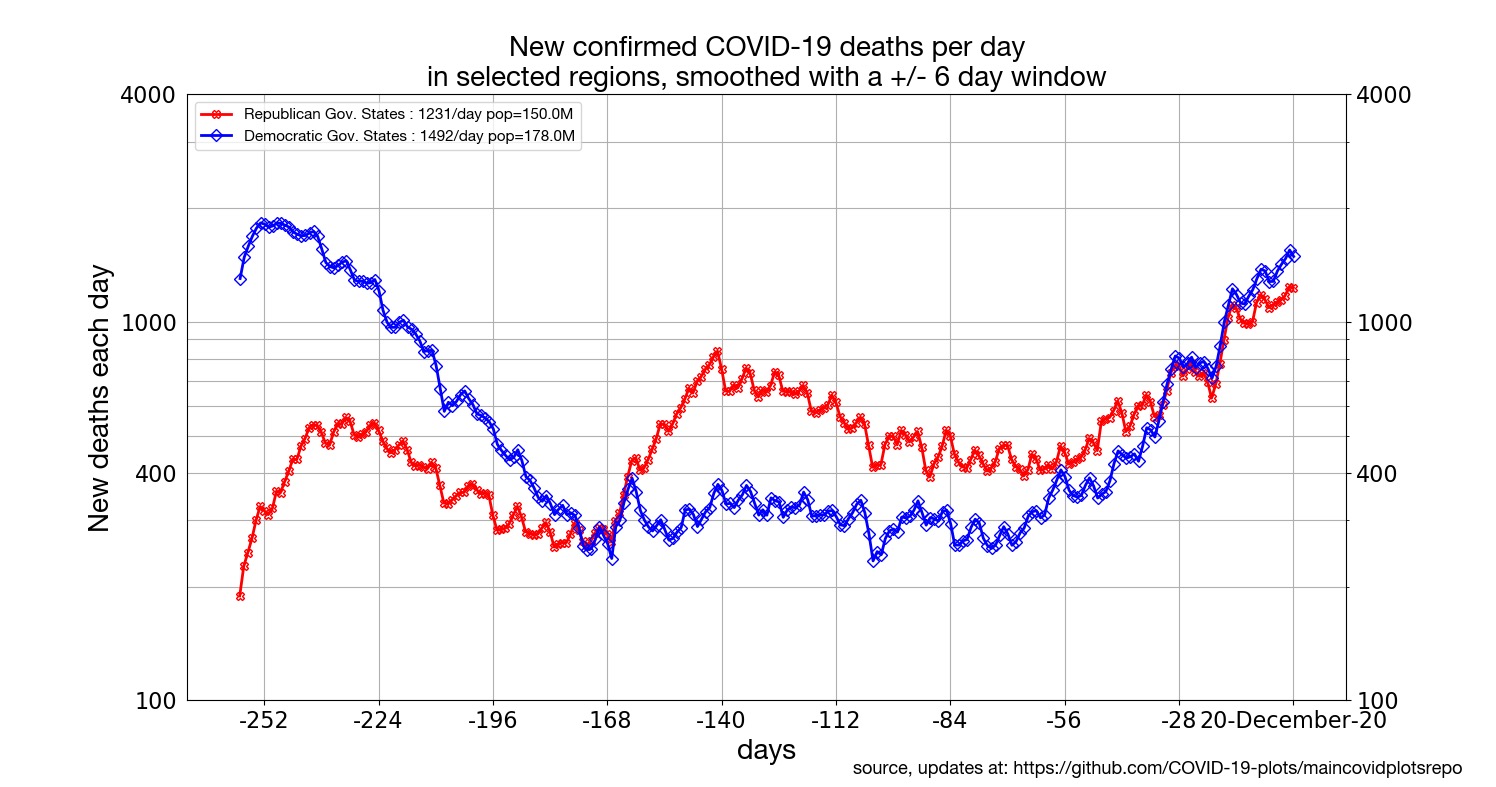 New confirmed COVID-19 deaths per day
in selected regions, smoothed with a +/- 6 day window
Republican Gov. States : 1231/day pop=150.0M
Democratic Gov. States : 1492/day pop=178.0M
New deaths each day
4000
1000
400
100
4000
1000
400
100
-252 -224 -196 -168 -140 -112 -84 -56 -28 20-December-20
days
source, updates at: https://github.com/COVID-19-plots/maincovidplotsrepo